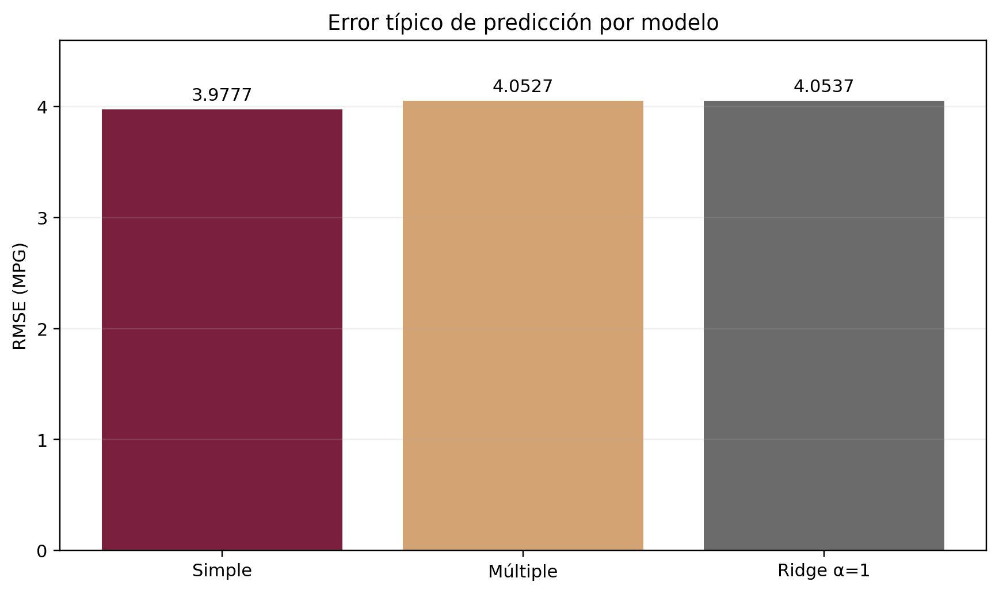 Error típico de predicción por modelo
3.9777
4.0527
4.0537
4
3
2
1
0
RMSE (MPG)
Simple
Múltiple
Ridge α=1